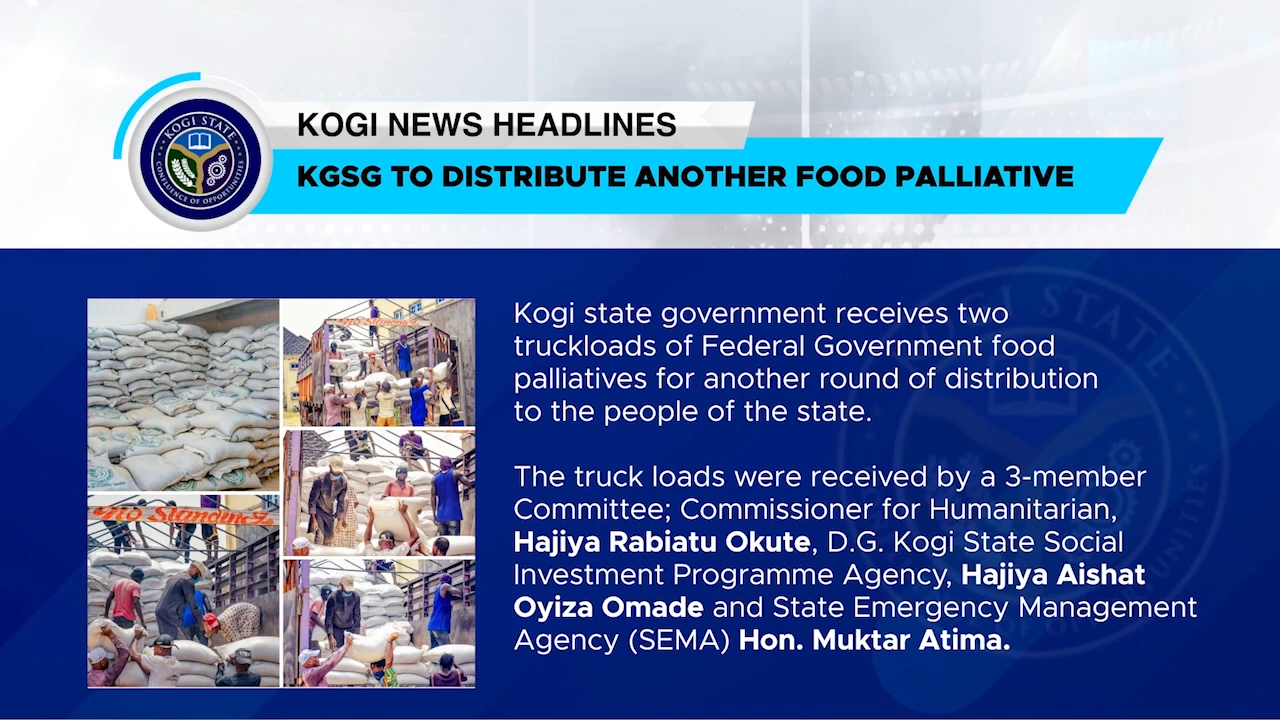 KOGI STATE
CONFLUENCE OF OPPORTUNITIES
KOGI NEWS HEADLINES
KGSG TO DISTRIBUTE ANOTHER FOOD PALLIATIVE
No Standing
Kogi state government receives two
truckloads of Federal Government food
palliatives for another round of distribution
to the people of the state.
The truck loads were received by a 3-member
Committee; Commissioner for Humanitarian,
Hajiya Rabiatu Okute, D.G. Kogi State Social
Investment Programme Agency, Hajiya Aishat
Oyiza Omade and State Emergency Management
Agency (SEMA) Hon. Muktar Atima.